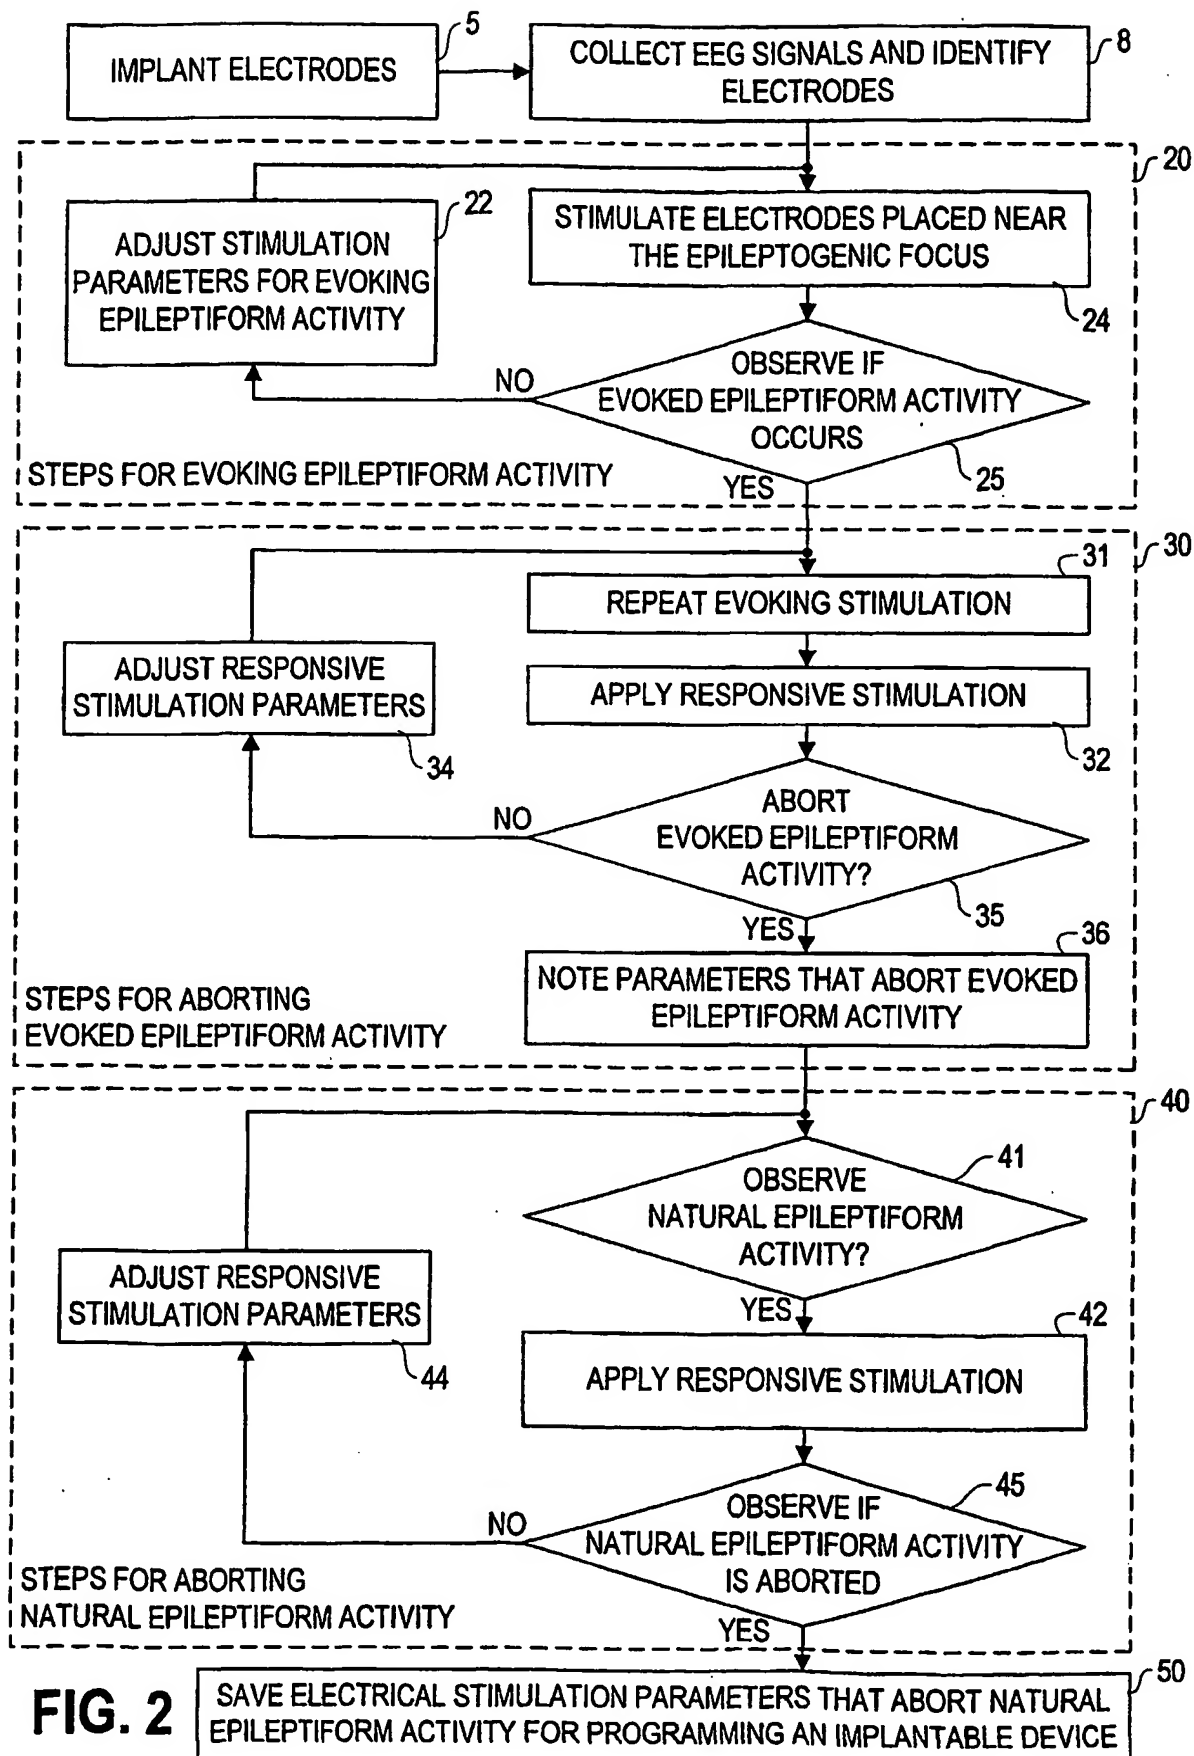 5
IMPLANT ELECTRODES
8
COLLECT EEG SIGNALS AND IDENTIFY
ELECTRODES
20
22
ADJUST STIMULATION
PARAMETERS FOR EVOKING
EPILEPTIFORM ACTIVITY
STIMULATE ELECTRODES PLACED NEAR
THE EPILEPTOGENIC FOCUS
24
OBSERVE IF
EVOKED EPILEPTIFORM ACTIVITY
OCCURS
NO
25
YES
STEPS FOR EVOKING EPILEPTIFORM ACTIVITY
30
31
REPEAT EVOKING STIMULATION
ADJUST RESPONSIVE
STIMULATION PARAMETERS
34
APPLY RESPONSIVE STIMULATION
32
ABORT
EVOKED EPILEPTIFORM
ACTIVITY?
NO
35
YES
36
NOTE PARAMETERS THAT ABORT EVOKED
EPILEPTIFORM ACTIVITY
STEPS FOR ABORTING
EVOKED EPILEPTIFORM ACTIVITY
40
41
OBSERVE
NATURAL EPILEPTIFORM
ACTIVITY?
YES
ADJUST RESPONSIVE
STIMULATION PARAMETERS
44
42
APPLY RESPONSIVE STIMULATION
45
OBSERVE IF
NATURAL EPILEPTIFORM ACTIVITY
IS ABORTED
NO
YES
STEPS FOR ABORTING
NATURAL EPILEPTIFORM ACTIVITY
50
SAVE ELECTRICAL STIMULATION PARAMETERS THAT ABORT NATURAL
EPILEPTIFORM ACTIVITY FOR PROGRAMMING AN IMPLANTABLE DEVICE
FIG. 2